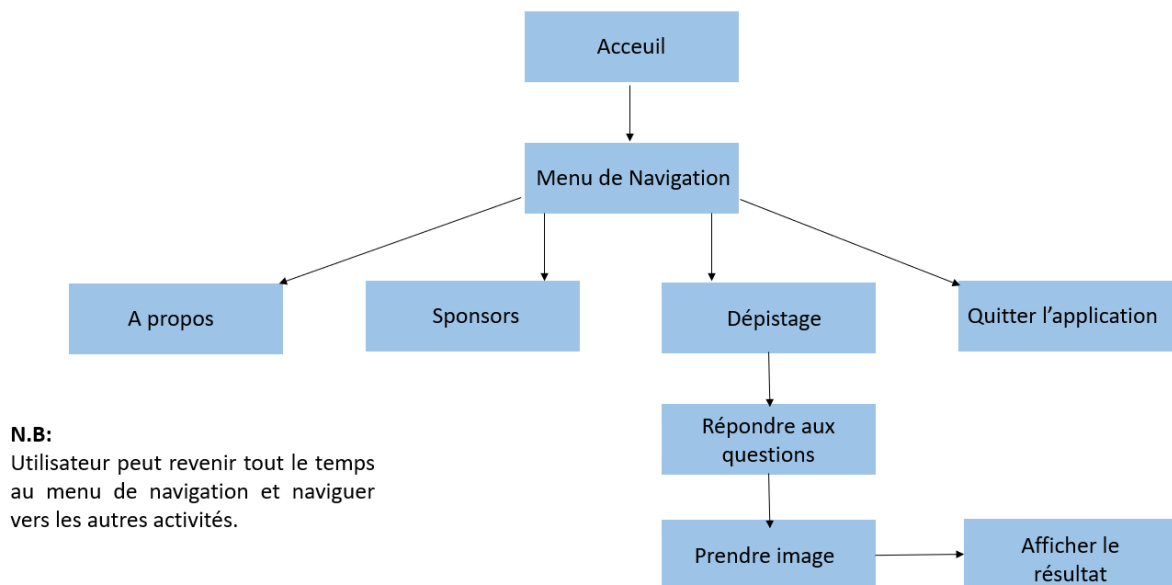 Acceuil
Menu de Navigation
A propos
Sponsors
Dépistage
Quitter l’application
Répondre aux
questions
N.B:
Utilisateur peut revenir tout le temps
au menu de navigation et naviguer
vers les autres activités.
Prendre image
Afficher le
résultat